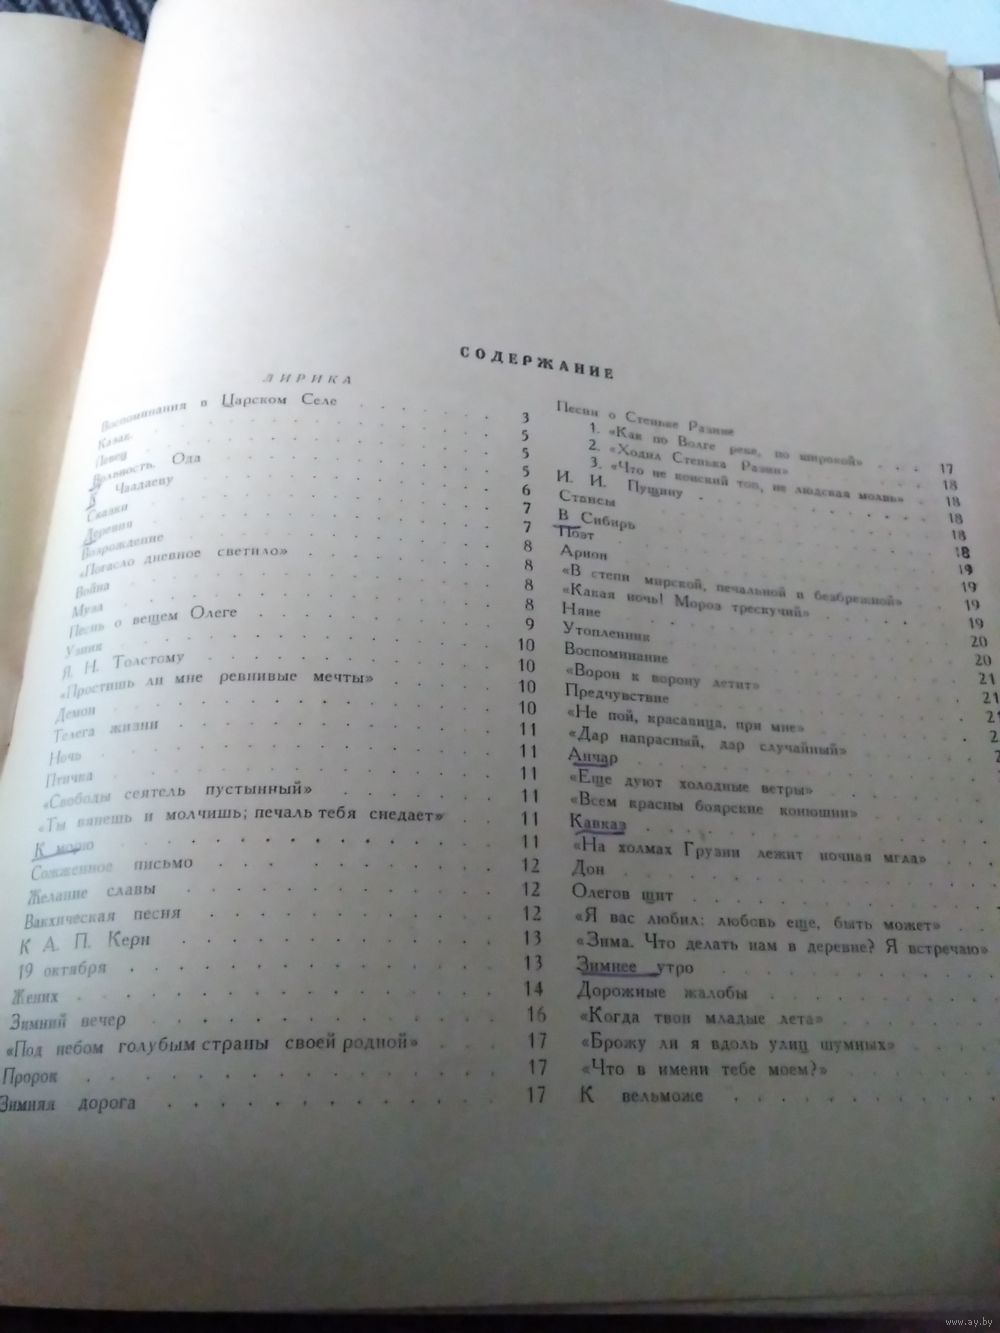 СОДЕРЖАНИЕ
ЛИРИКА
Воспоминания в Царском Селе . . . 3
Казак . . . 5
Певец . . . 5
Вольность. Ода . . . 5
К Чаадаеву . . . 6
Сказки . . . 7
Деревня . . . 7
Возрождение . . . 8
«Погасло дневное светило» . . . 8
Война . . . 8
Муза . . . 8
Песнь о вещем Олеге . . . 9
Узник . . . 10
Я. Н. Толстому . . . 10
«Простишь ли мне ревнивые мечты» . . . 10
Демон . . . 10
Телега жизни . . . 11
Ночь . . . 11
Птичка . . . 11
«Свободы сеятель пустынный» . . . 11
«Ты вянешь и молчишь; печаль тебя снедает» . . . 11
К морю . . . 11
Сожженное письмо . . . 12
Желание славы . . . 12
Вакхическая песня . . . 12
К А. П. Керн . . . 13
19 октября . . . 13
Жених . . . 14
Зимний вечер . . . 16
«Под небом голубым страны своей родной» . . . 17
Пророк . . . 17
Зимняя дорога . . . 17
Песни о Стеньке Разине
1. «Как по Волге реке, по широкой» . . . 17
2. «Ходил Стенька Разин» . . . 18
3. «Что не конский топ, не людская молвь» . . . 18
И. И. Пущину . . . 18
Стансы . . . 18
В Сибирь . . . 18
Поэт . . . 19
Арион . . . 19
«В степи мирской, печальной и безбрежной» . . . 19
«Какая ночь! Мороз трескучий» . . . 19
Няне . . . 20
Утопленник . . . 20
Воспоминание . . . 21
«Ворон к ворону летит» . . . 21
Предчувствие . . .
«Не пой, красавица, при мне» . . .
«Дар напрасный, дар случайный» . . .
Анчар . . .
«Еще дуют холодные ветры» . . .
«Всем красны боярские конюшни» . . .
Кавказ . . .
«На холмах Грузии лежит ночная мгла» . . .
Дон . . .
Олегов щит . . .
«Я вас любил: любовь еще, быть может» . . .
«Зима. Что делать нам в деревне? Я встречаю»
Зимнее утро . . .
Дорожные жалобы . . .
«Когда твои младые лета» . . .
«Брожу ли я вдоль улиц шумных» . . .
«Что в имени тебе моем?» . . .
К вельможе . . .
www.ay.by